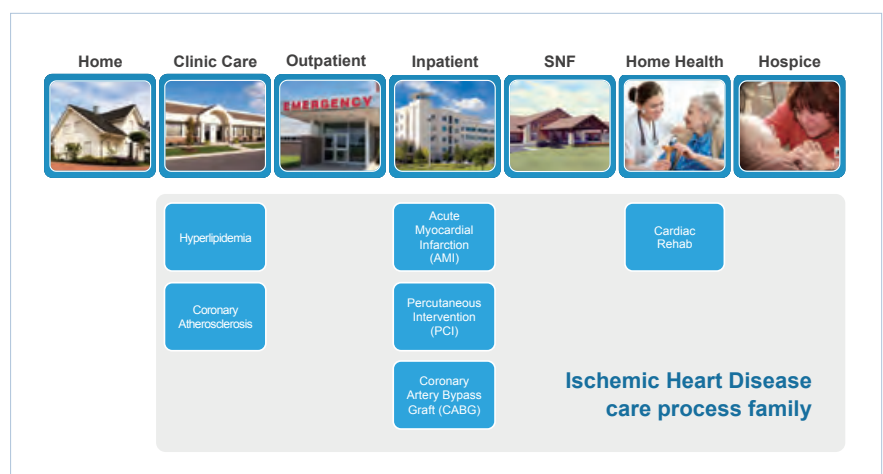 Home
Clinic Care
Outpatient
Inpatient
SNF
Home Health
Hospice
EMERGENCY
Hyperlipidemia
Coronary
Atherosclerosis
Acute
Myocardial
Infarction
(AMI)
Percutaneous
Intervention
(PCI)
Coronary
Artery Bypass
Graft (CABG)
Cardiac
Rehab
Ischemic Heart Disease
care process family